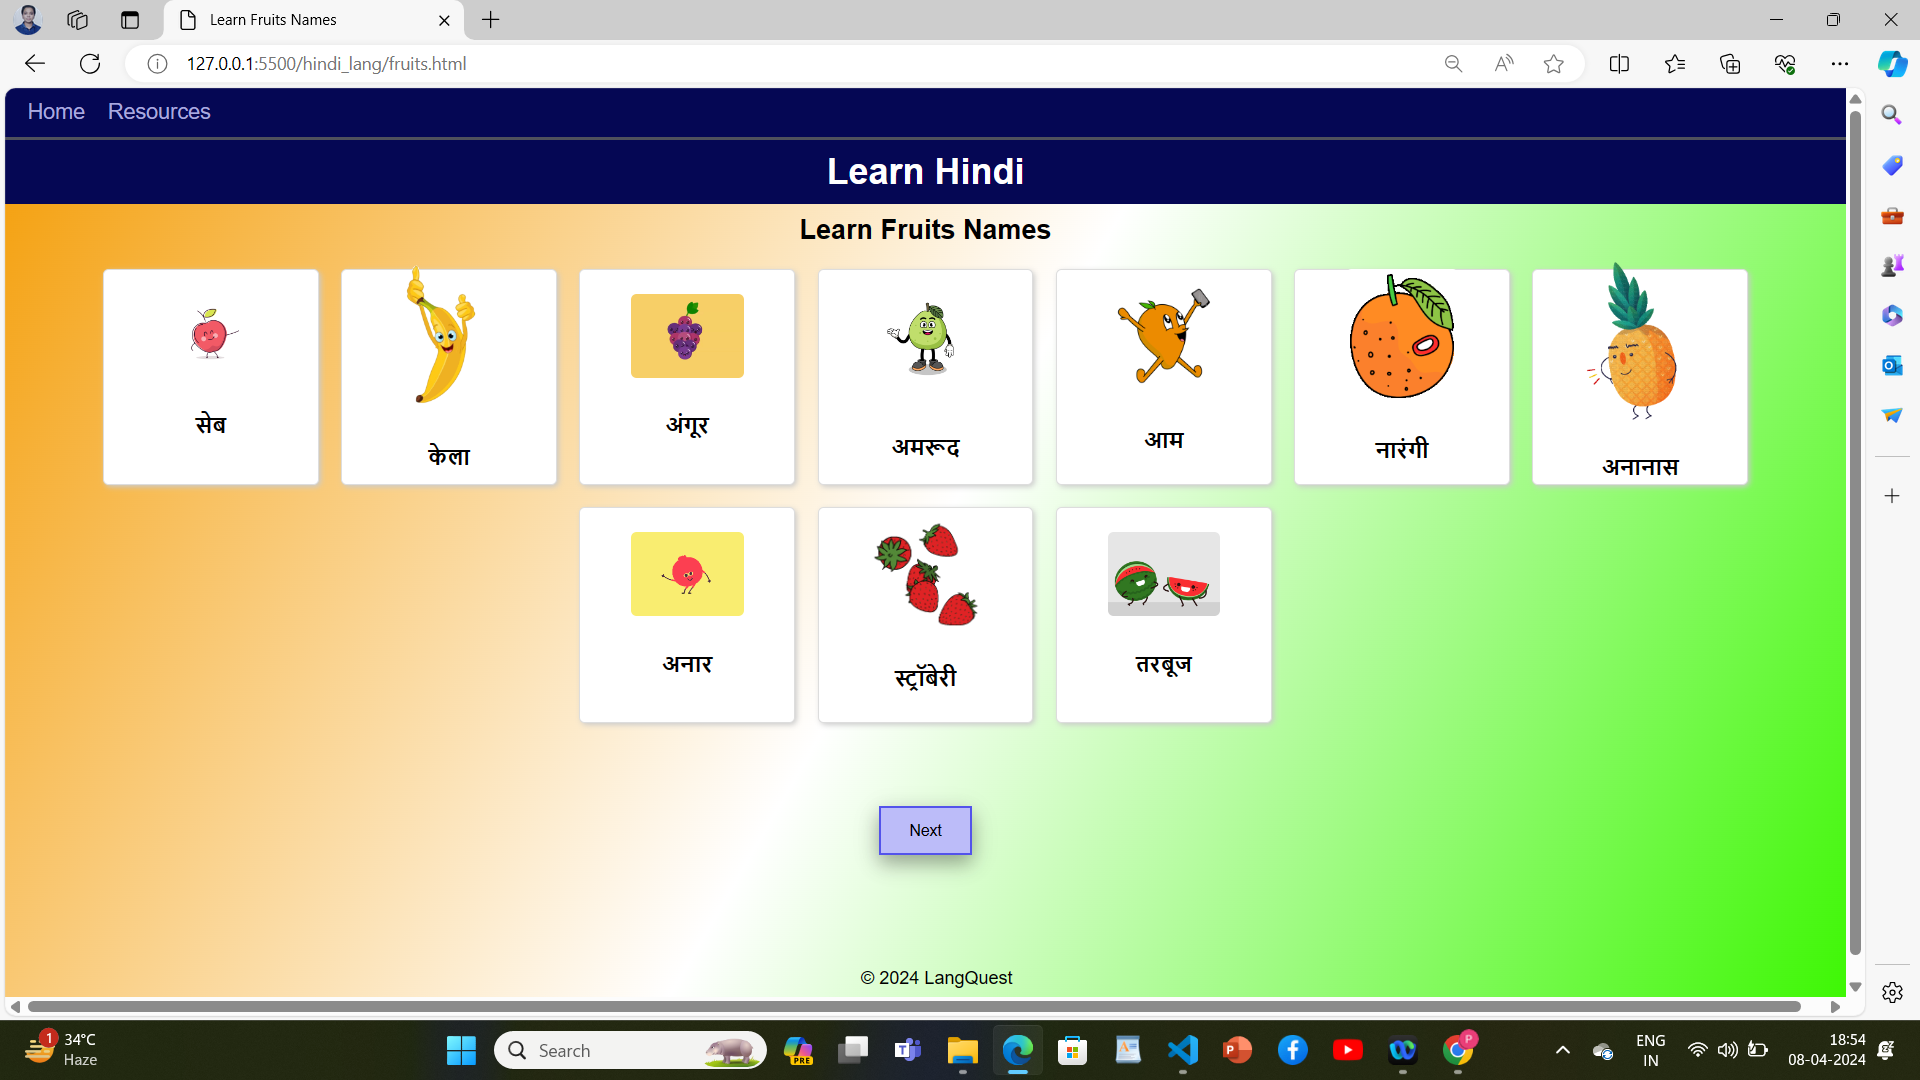 Learn Fruits Names
127.0.0.1:5500/hindi_lang/fruits.html
Home Resources
Learn Hindi
Learn Fruits Names
सेब
केला
अंगूर
अमरूद
आम
नारंगी
अनानास
अनार
स्ट्रॉबेरी
तरबूज
Next
© 2024 LangQuest
1
34°C
Haze
Search
PRE
P
ENG
IN
18:54
08-04-2024